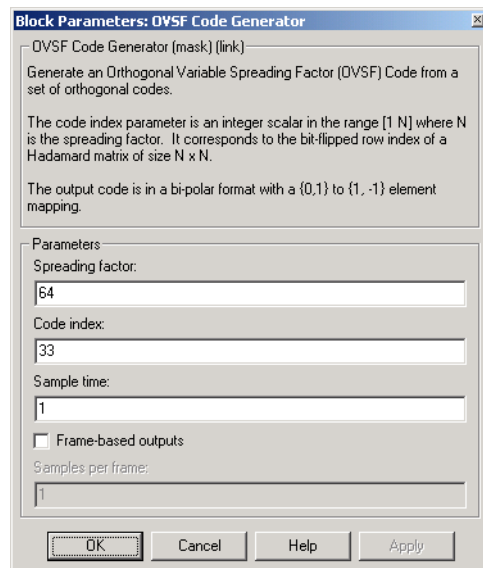 Block Parameters: OVSF Code Generator
OVSF Code Generator (mask) (link)
Generate an Orthogonal Variable Spreading Factor (OVSF) Code from a
set of orthogonal codes.
The code index parameter is an integer scalar in the range [1 N] where N
is the spreading factor. It corresponds to the bit-flipped row index of a
Hadamard matrix of size N x N.
The output code is in a bi-polar format with a {0,1} to {1, -1} element
mapping.
Parameters
Spreading factor:
64
Code index:
33
Sample time:
1
Frame-based outputs
Samples per frame:
1
OK Cancel Help Apply